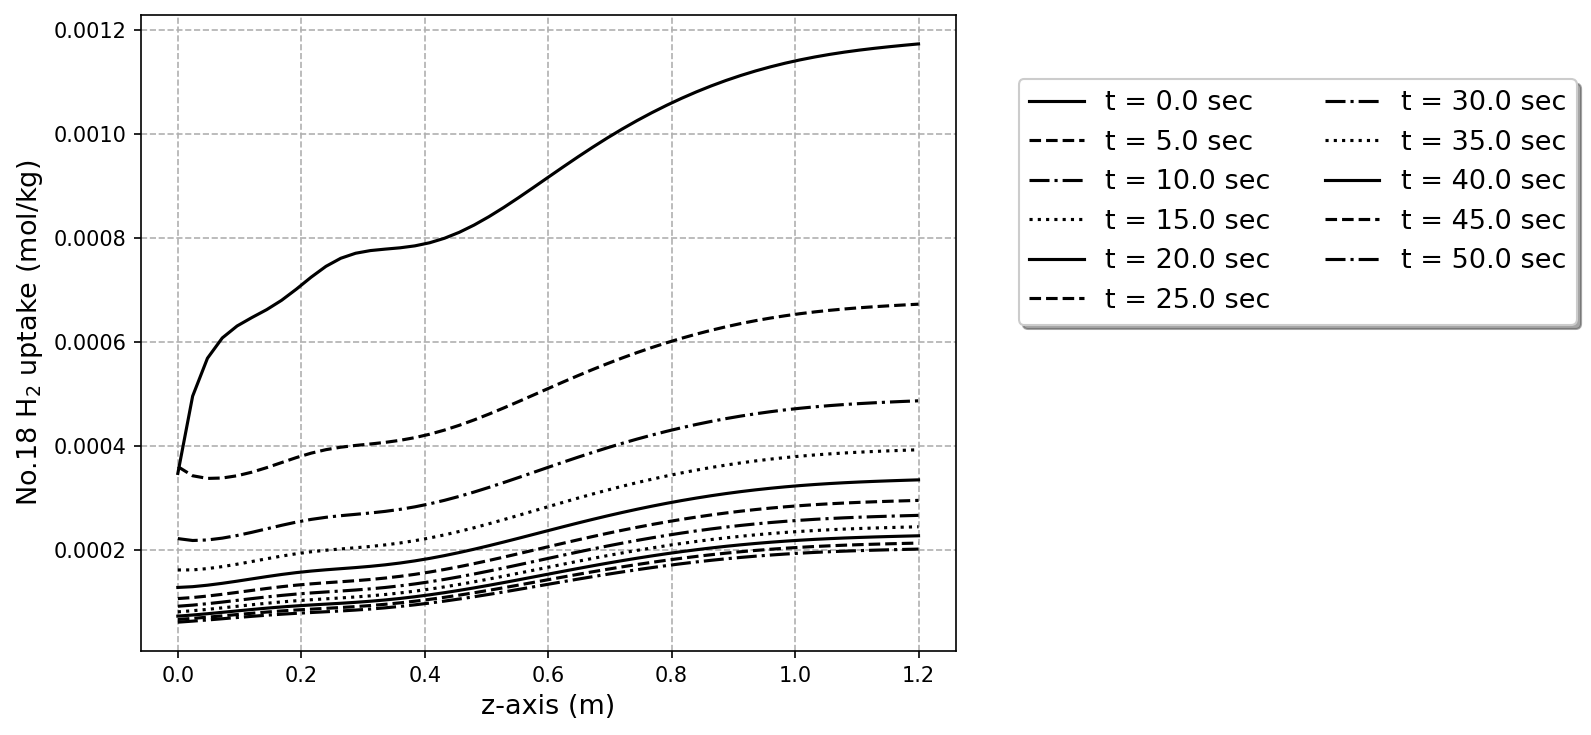 0.0012
0.0010
0.0008
0.0006
0.0004
0.0002
No.18 H₂ uptake (mol/kg)
0.0 0.2 0.4 0.6 0.8 1.0 1.2
z-axis (m)
t = 0.0 sec
t = 5.0 sec
t = 10.0 sec
t = 15.0 sec
t = 20.0 sec
t = 25.0 sec
t = 30.0 sec
t = 35.0 sec
t = 40.0 sec
t = 45.0 sec
t = 50.0 sec